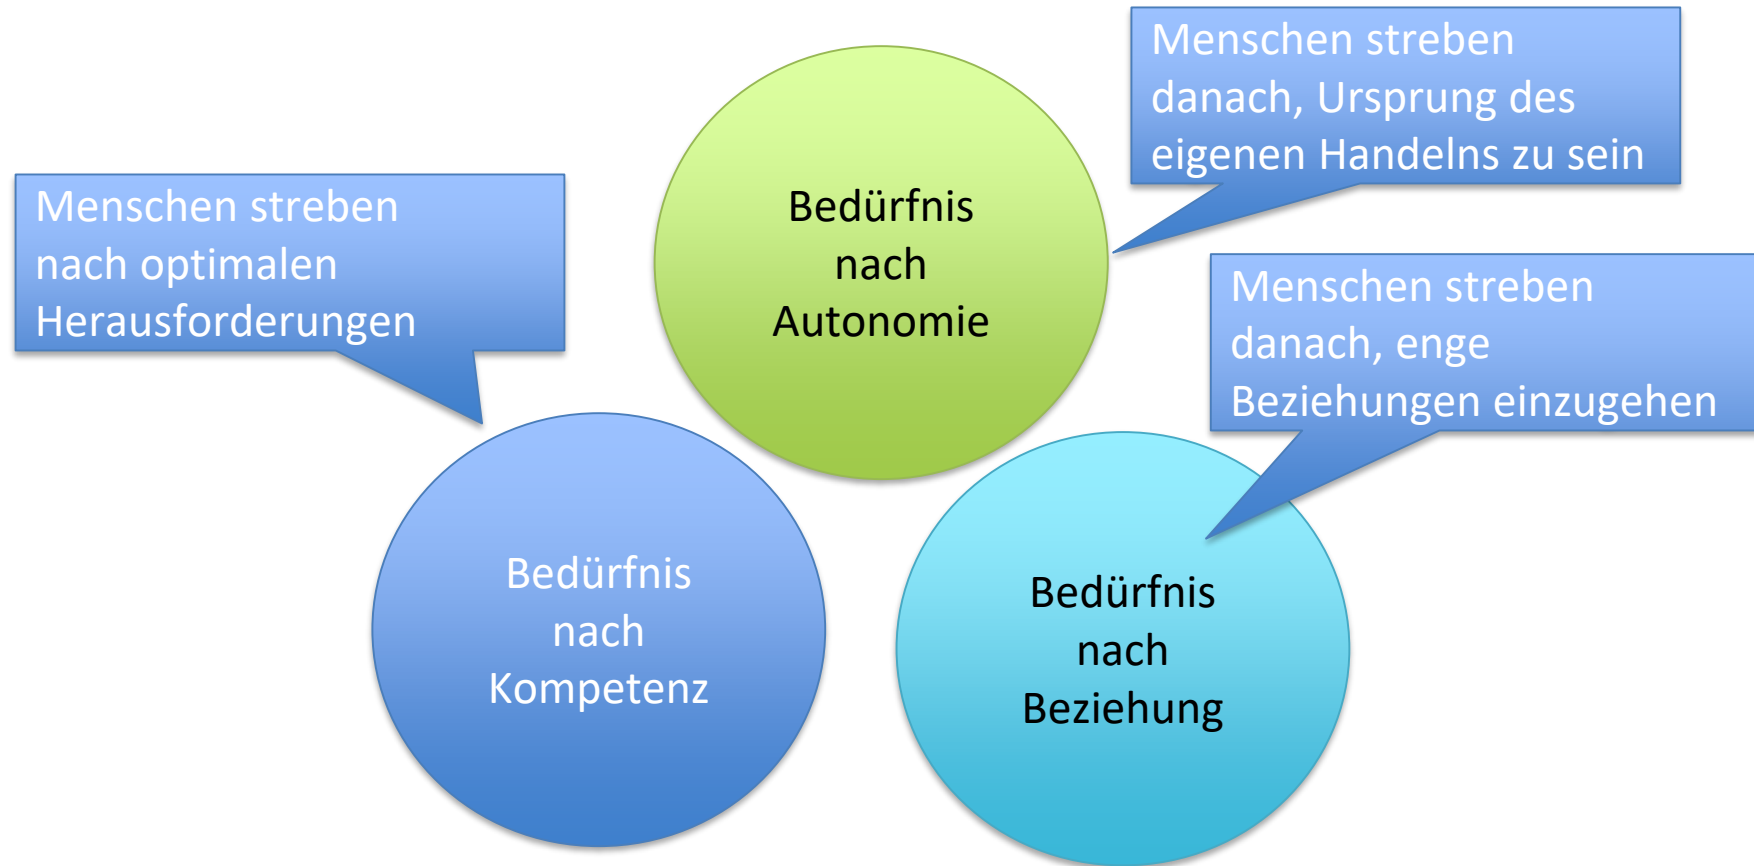 Menschen streben
danach, Ursprung des
eigenen Handelns zu sein
Menschen streben
nach optimalen
Herausforderungen
Bedürfnis
nach
Autonomie
Menschen streben
danach, enge
Beziehungen einzugehen
Bedürfnis
nach
Kompetenz
Bedürfnis
nach
Beziehung